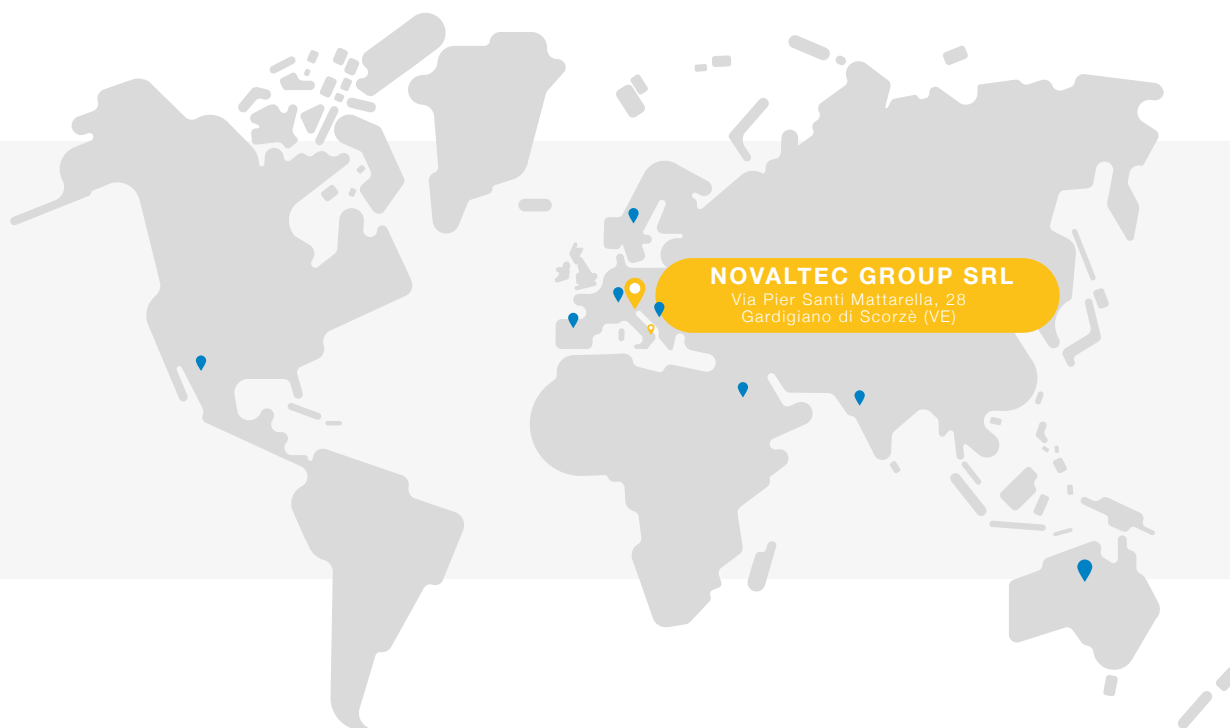 NOVALTEC GROUP SRL
Via Pier Santi Mattarella, 28
Gardigiano di Scorzè (VE)